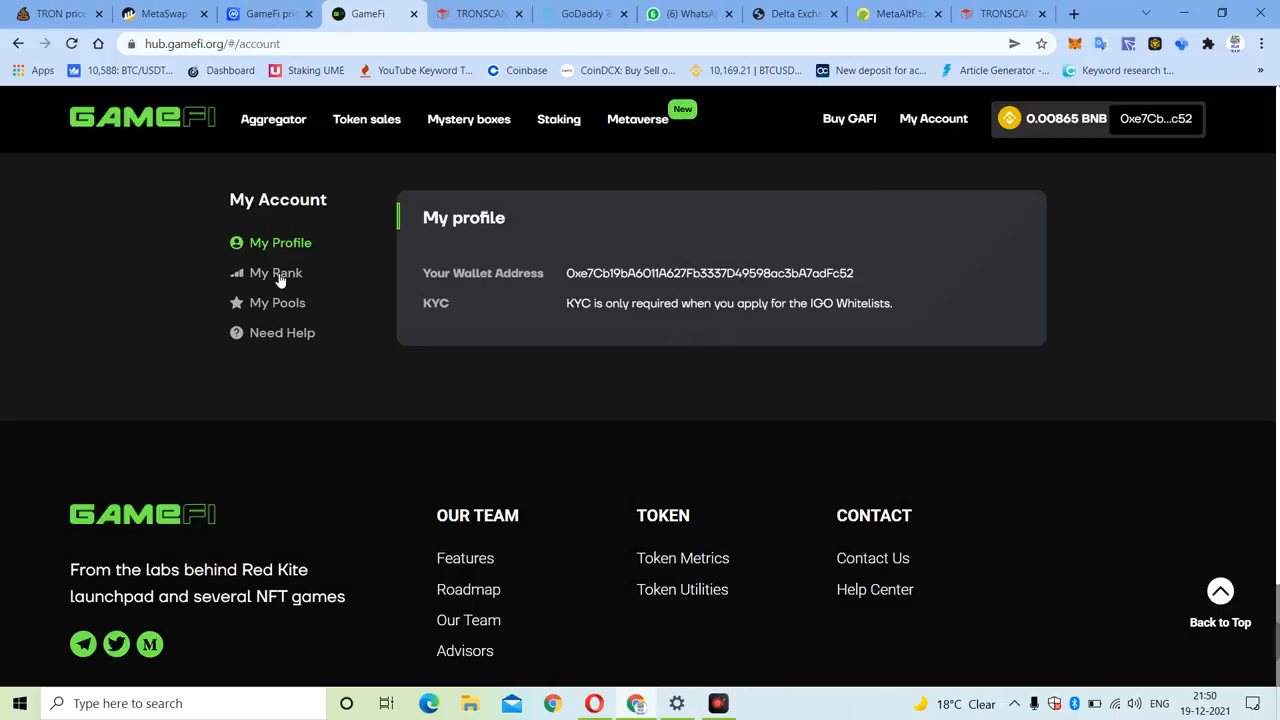 TRON price
MetaSwap
GameFi pri
GameFi
TRONSCAN
GoDaddy
(6) WhatsA
Delta Exch
MetaAltPac
TRONSCAN
hub.gamefi.org/#/account
Apps
10,588: BTC/USDT...
Dashboard
Staking UME
YouTube Keyword T...
Coinbase
CoinDCX: Buy Sell o...
10,169.21 | BTCUSD...
New deposit for ac...
Article Generator -...
Keyword research t...
GAMEFI
Aggregator
Token sales
Mystery boxes
Staking
Metaverse
New
Buy GAFI
My Account
0.00865 BNB
0xe7Cb...c52
My Account
My Profile
My Rank
My Pools
Need Help
My profile
Your Wallet Address
0xe7Cb19bA6011A627Fb3337D49598ac3bA7adFc52
KYC
KYC is only required when you apply for the IGO Whitelists.
GAMEFI
From the labs behind Red Kite
launchpad and several NFT games
OUR TEAM
Features
Roadmap
Our Team
Advisors
TOKEN
Token Metrics
Token Utilities
CONTACT
Contact Us
Help Center
Back to Top
Type here to search
18°C Clear
ENG
21:50
19-12-2021